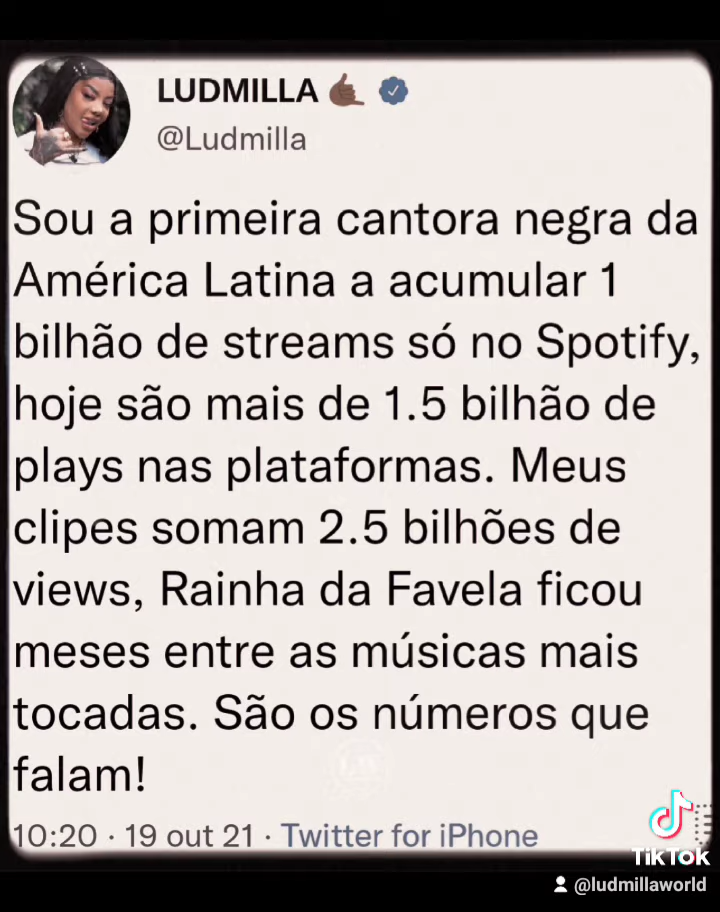 LUDMILLA 🤙🏾
@Ludmilla
Sou a primeira cantora negra da
América Latina a acumular 1
bilhão de streams só no Spotify,
hoje são mais de 1.5 bilhão de
plays nas plataformas. Meus
clipes somam 2.5 bilhões de
views, Rainha da Favela ficou
meses entre as músicas mais
tocadas. São os números que
falam!
10:20 · 19 out 21 · Twitter for iPhone
TikTok
@ludmillaworld